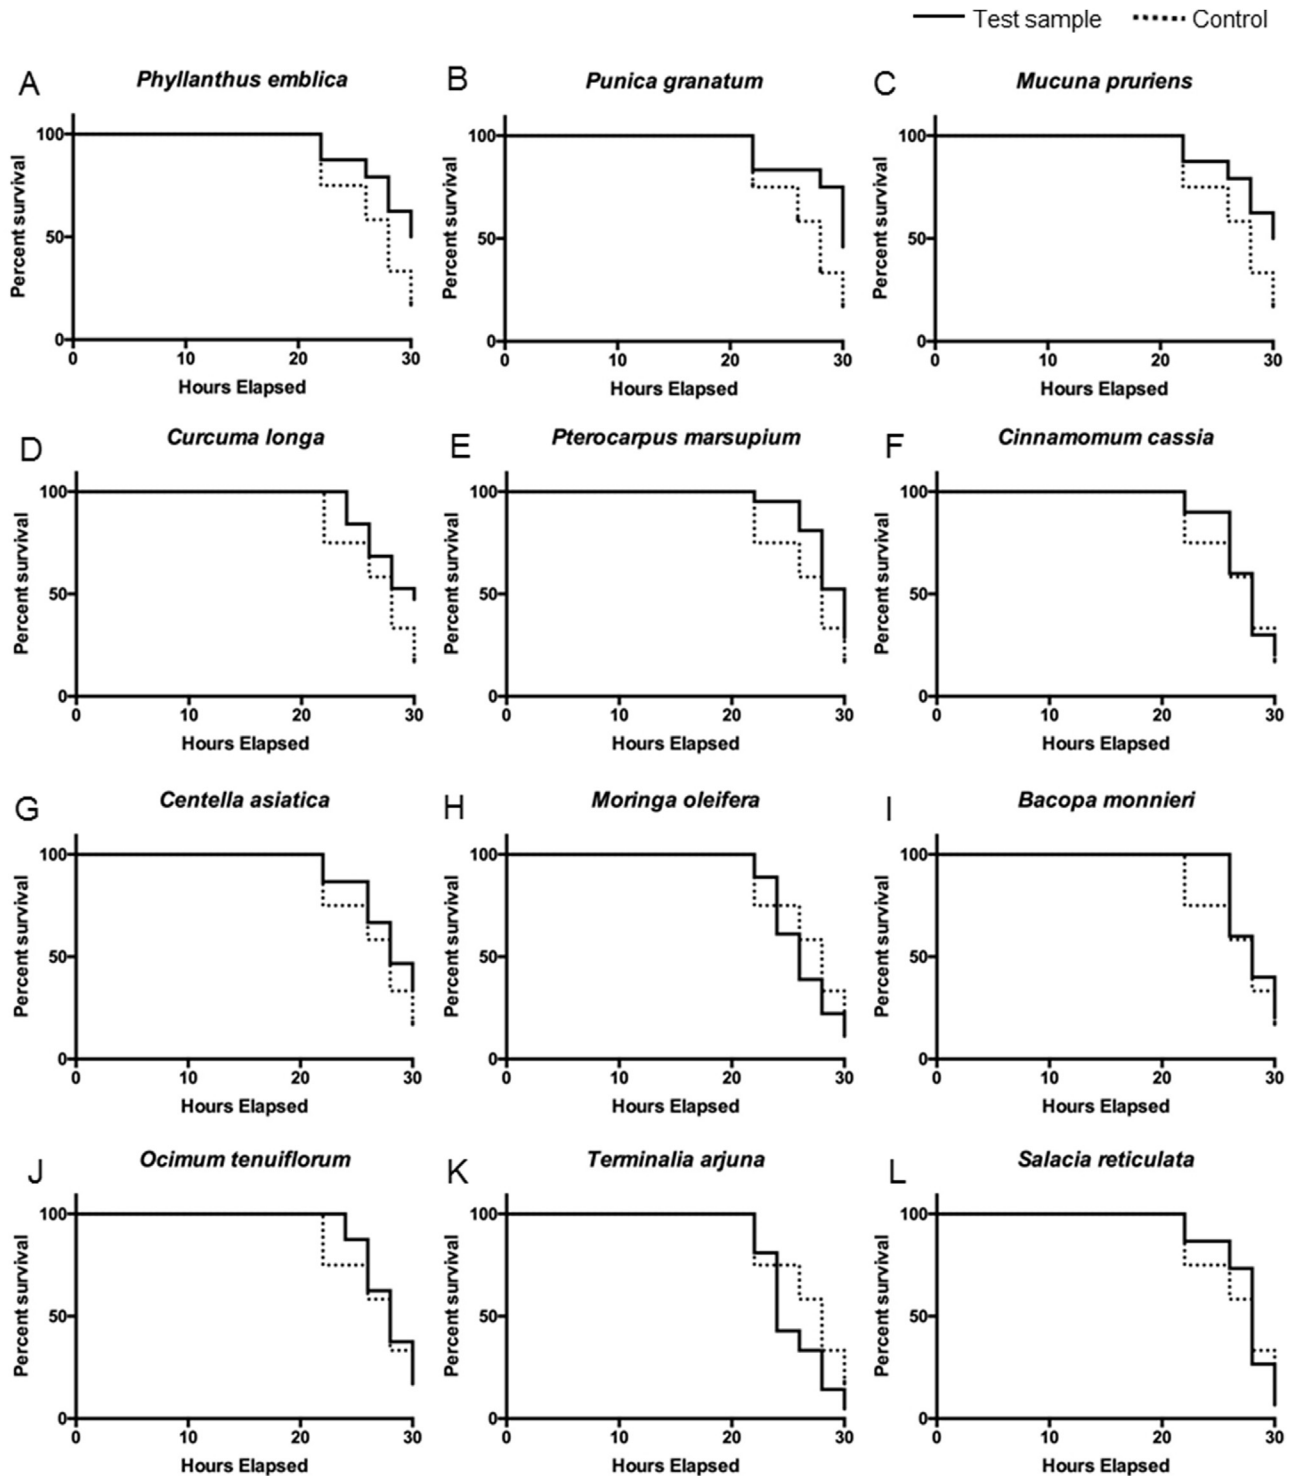 Test sample Control
A Phyllanthus emblica B Punica granatum C Mucuna pruriens
Percent survival Percent survival Percent survival
100 100 100
50 50 50
0 0 0
0 10 20 30 0 10 20 30 0 10 20 30
Hours Elapsed Hours Elapsed Hours Elapsed
D Curcuma longa E Pterocarpus marsupium F Cinnamomum cassia
Percent survival Percent survival Percent survival
100 100 100
50 50 50
0 0 0
0 10 20 30 0 10 20 30 0 10 20 30
Hours Elapsed Hours Elapsed Hours Elapsed
G Centella asiatica H Moringa oleifera I Bacopa monnieri
Percent survival Percent survival Percent survival
100 100 100
50 50 50
0 0 0
0 10 20 30 0 10 20 30 0 10 20 30
Hours Elapsed Hours Elapsed Hours Elapsed
J Ocimum tenuiflorum K Terminalia arjuna L Salacia reticulata
Percent survival Percent survival Percent survival
100 100 100
50 50 50
0 0 0
0 10 20 30 0 10 20 30 0 10 20 30
Hours Elapsed Hours Elapsed Hours Elapsed